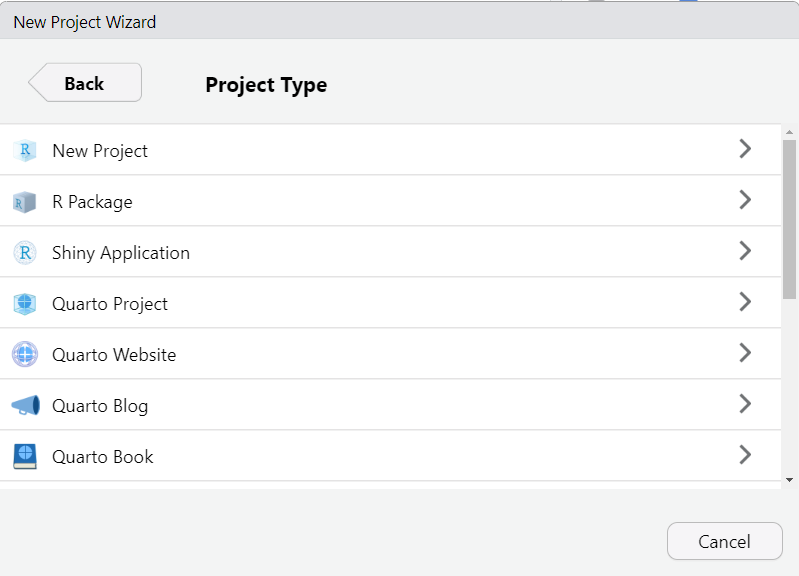 New Project Wizard
Back
Project Type
R New Project
R R Package
R Shiny Application
Quarto Project
Quarto Website
Quarto Blog
Quarto Book
Cancel